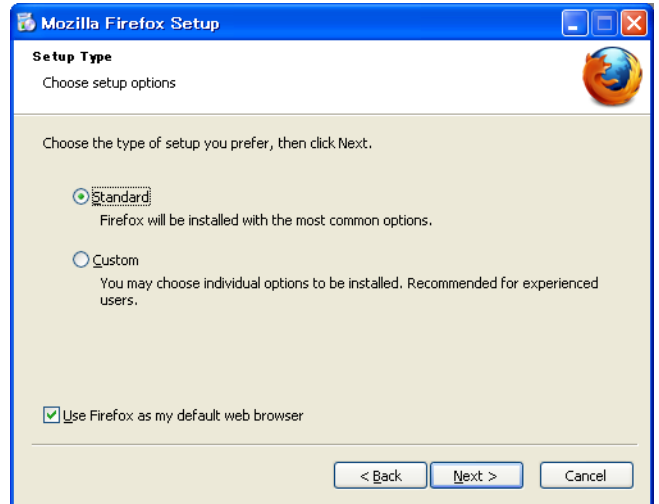 Mozilla Firefox Setup
Setup Type
Choose setup options
Choose the type of setup you prefer, then click Next.
Standard
Firefox will be installed with the most common options.
Custom
You may choose individual options to be installed. Recommended for experienced
users.
Use Firefox as my default web browser
< Back
Next >
Cancel